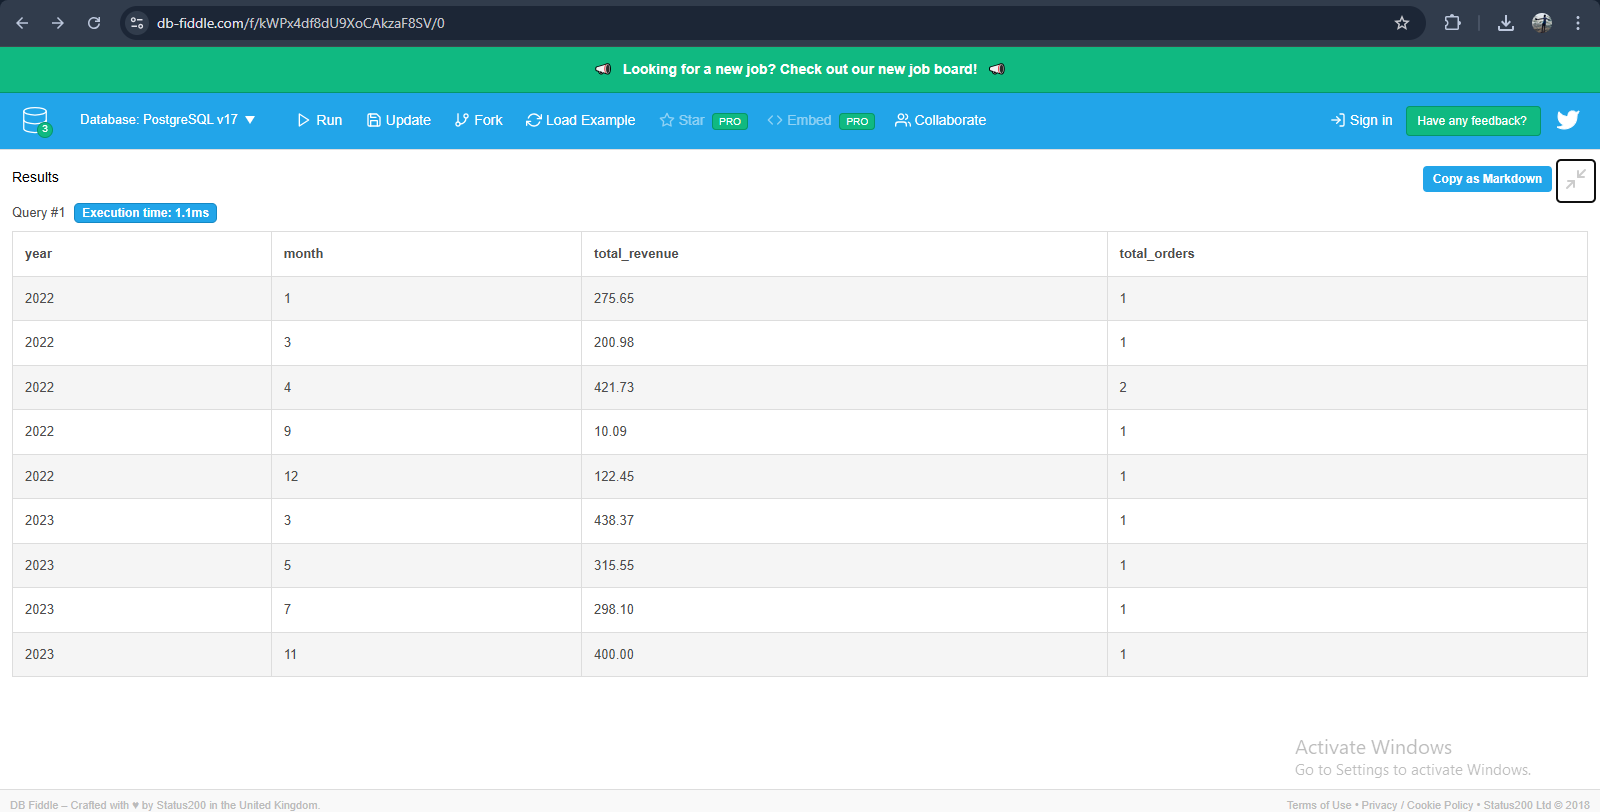 db-fiddle.com/f/kWPx4df8dU9XoCAkzaF8SV/0
Looking for a new job? Check out our new job board!
3 Database: PostgreSQL v17 Run Update Fork Load Example Star PRO Embed PRO Collaborate Sign in Have any feedback?
Results Copy as Markdown
Query #1 Execution time: 1.1ms
year month total_revenue total_orders
2022 1 275.65 1
2022 3 200.98 1
2022 4 421.73 2
2022 9 10.09 1
2022 12 122.45 1
2023 3 438.37 1
2023 5 315.55 1
2023 7 298.10 1
2023 11 400.00 1
Activate Windows
Go to Settings to activate Windows.
DB Fiddle – Crafted with ♥ by Status200 in the United Kingdom. Terms of Use • Privacy / Cookie Policy • Status200 Ltd © 2018